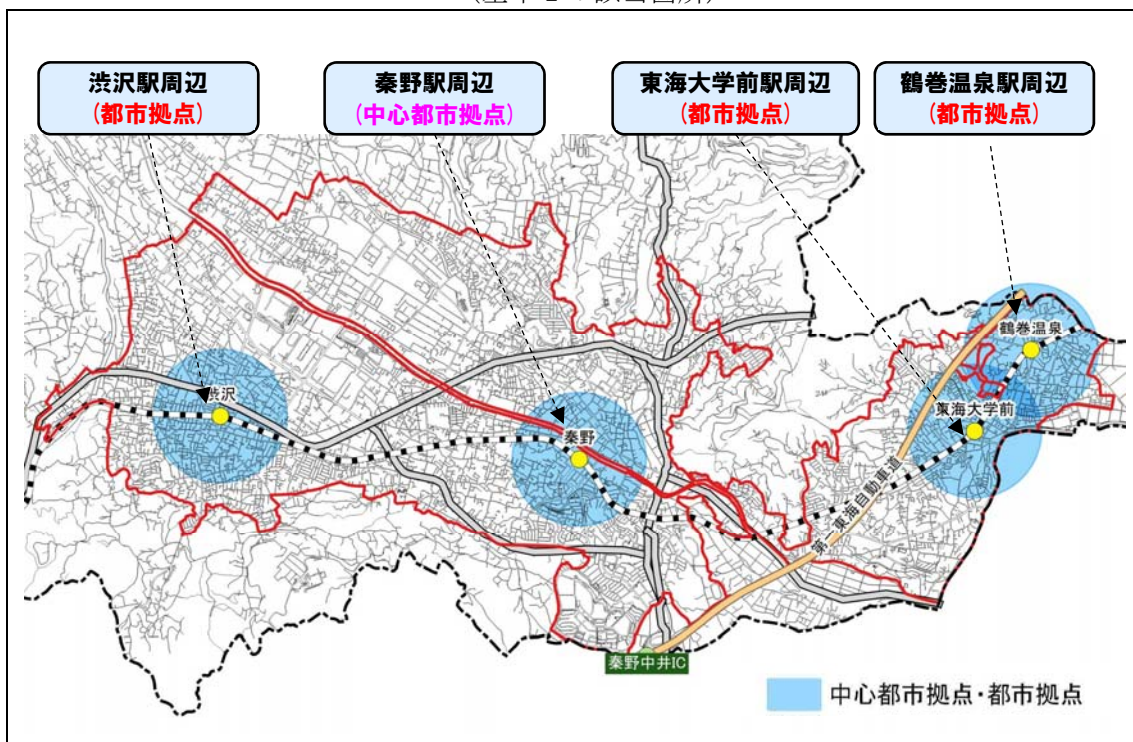 渋沢駅周辺
(都市拠点)
秦野駅周辺
(中心都市拠点)
東海大学前駅周辺
(都市拠点)
鶴巻温泉駅周辺
(都市拠点)
鶴巻温泉
渋沢
東海大学前
秦野
第一東海自動車道
秦野中井IC
中心都市拠点・都市拠点